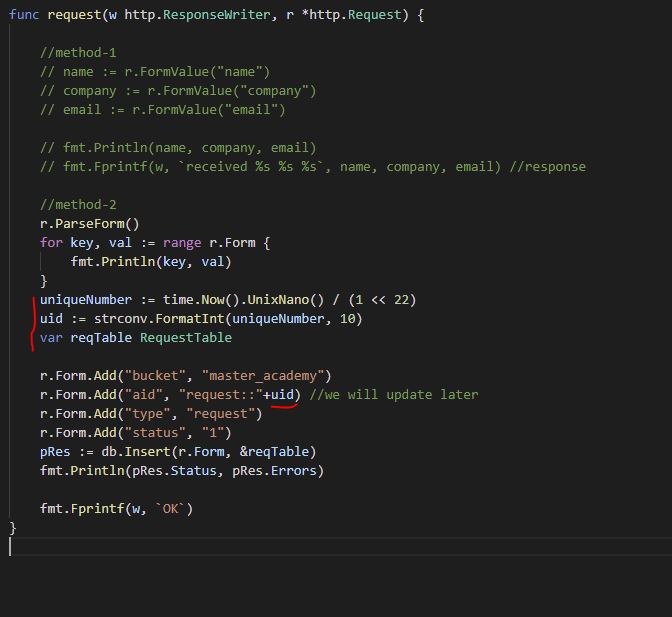 func request(w http.ResponseWriter, r *http.Request) {
//method-1
// name := r.FormValue("name")
// company := r.FormValue("company")
// email := r.FormValue("email")
// fmt.Println(name, company, email)
// fmt.Fprintf(w, `received %s %s %s`, name, company, email) //response
//method-2
r.ParseForm()
for key, val := range r.Form {
fmt.Println(key, val)
}
uniqueNumber := time.Now().UnixNano() / (1 << 22)
uid := strconv.FormatInt(uniqueNumber, 10)
var reqTable RequestTable
r.Form.Add("bucket", "master_academy")
r.Form.Add("aid", "request::"+uid) //we will update later
r.Form.Add("type", "request")
r.Form.Add("status", "1")
pRes := db.Insert(r.Form, &reqTable)
fmt.Println(pRes.Status, pRes.Errors)
fmt.Fprintf(w, `OK`)
}